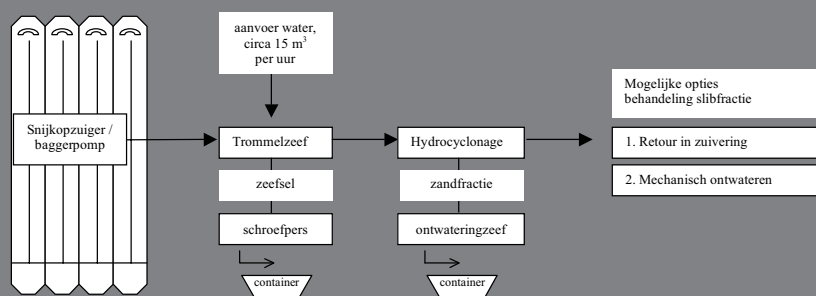 aanvoer water,
circa 15 m³
per uur
Mogelijke opties
behandeling slibfractie
Snijkopzuiger /
baggerpomp
Trommelzeef
Hydrocyclonage
1. Retour in zuivering
zeefsel
zandfractie
2. Mechanisch ontwateren
schroefpers
ontwateringzeef
container
container